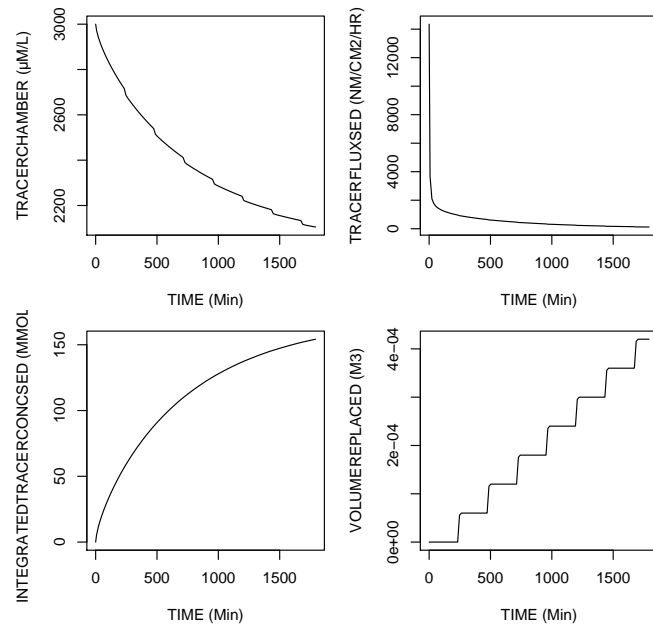 TRACERCHAMBER (µM/L)
3000
2600
2200
0 500 1000 1500
TIME (Min)
TRACERFLUXSED (NM/CM2/HR)
14000
8000
4000
0
0 500 1000 1500
TIME (Min)
INTEGRATEDTRACERCONCSED (MMOL
150
100
50
0
0 500 1000 1500
TIME (Min)
VOLUMEREPLACED (M3)
4e-04
2e-04
0e+00
0 500 1000 1500
TIME (Min)